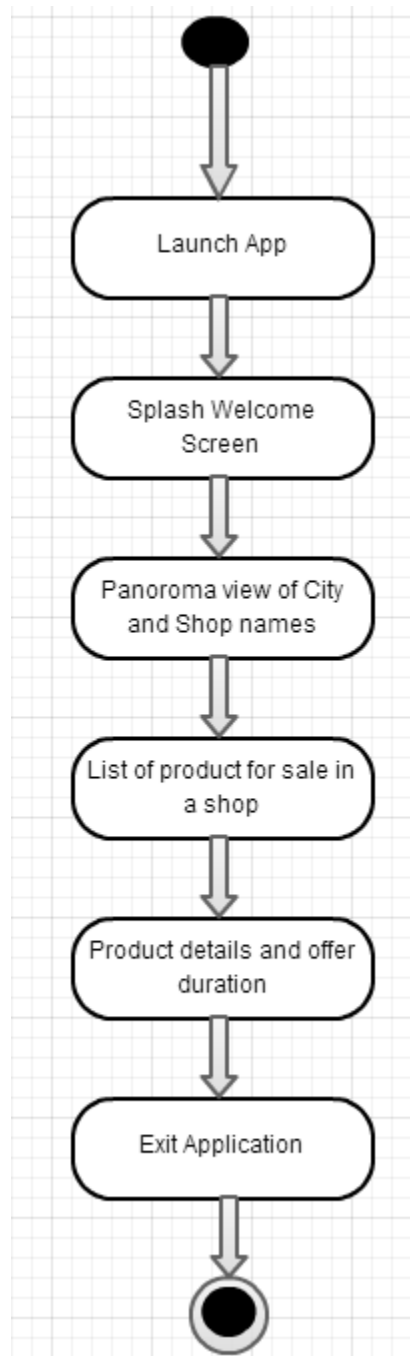 Launch App
Splash Welcome
Screen
Panoroma view of City
and Shop names
List of product for sale in
a shop
Product details and offer
duration
Exit Application